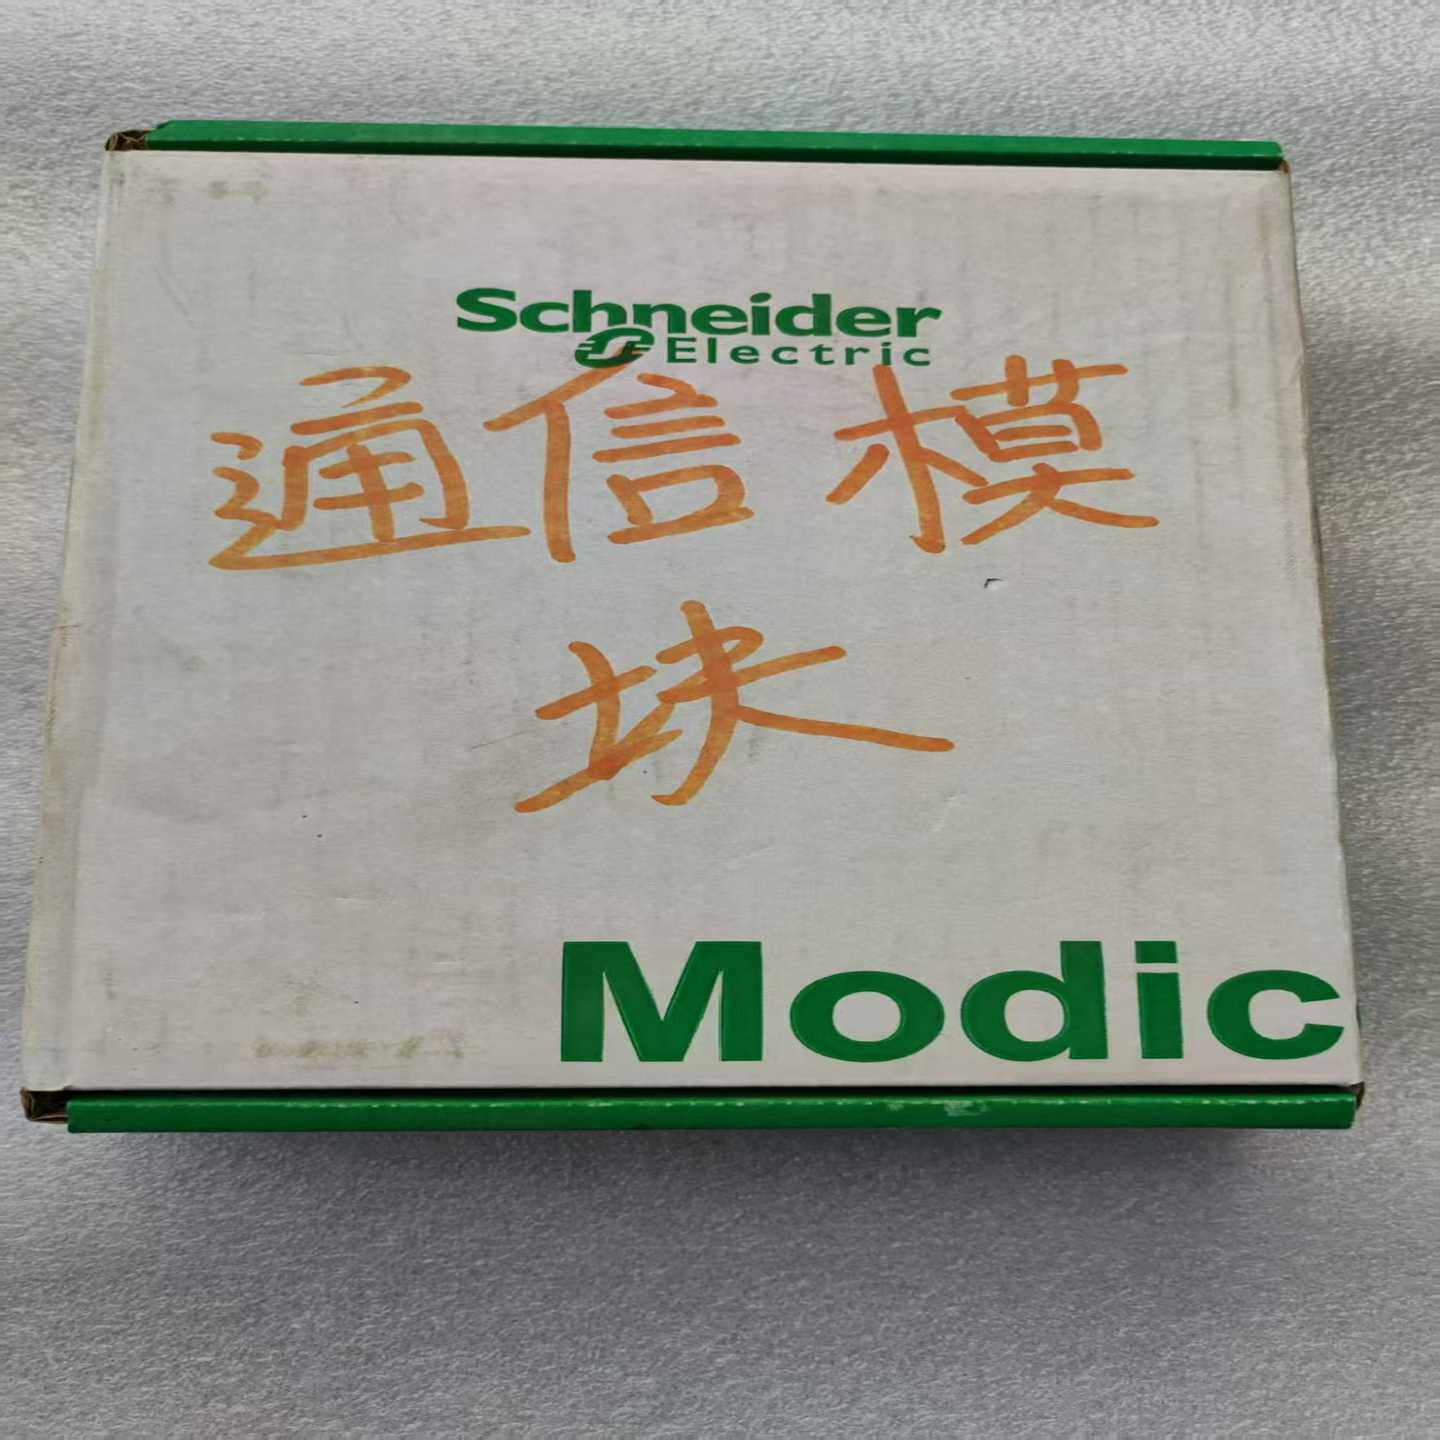 Schneider
Electric
通信模
块
Modic